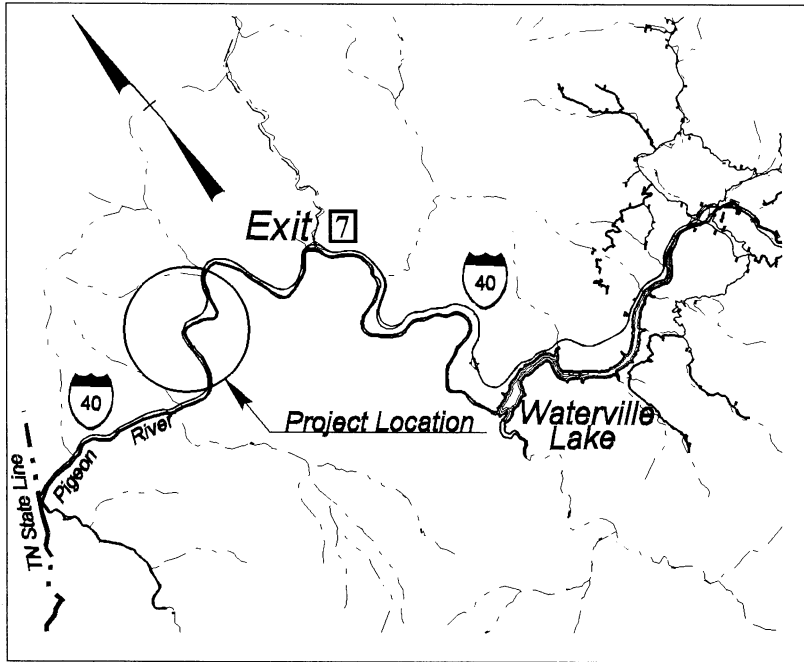 Exit 7
40
40
Project Location
Waterville
Lake
River
Pigeon
TN State Line